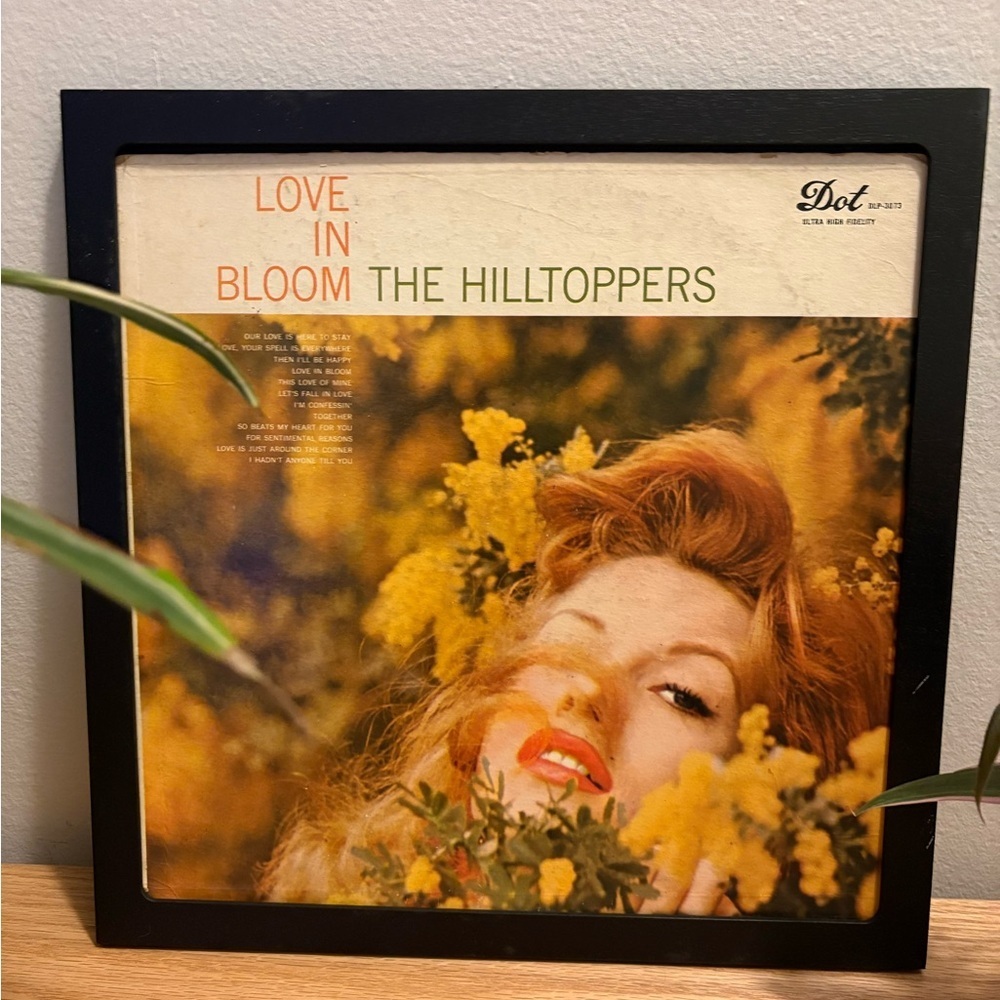 LOVE
IN
BLOOM THE HILLTOPPERS
Dot DLP-3073
ULTRA HIGH FIDELITY
OUR LOVE IS HERE TO STAY
LOVE, YOUR SPELL IS EVERYWHERE
THEN I'LL BE HAPPY
LOVE IN BLOOM
THIS LOVE OF MINE
LET'S FALL IN LOVE
I'M CONFESSIN'
TOGETHER
SO BEATS MY HEART FOR YOU
FOR SENTIMENTAL REASONS
LOVE IS JUST AROUND THE CORNER
I HADN'T ANYONE TILL YOU